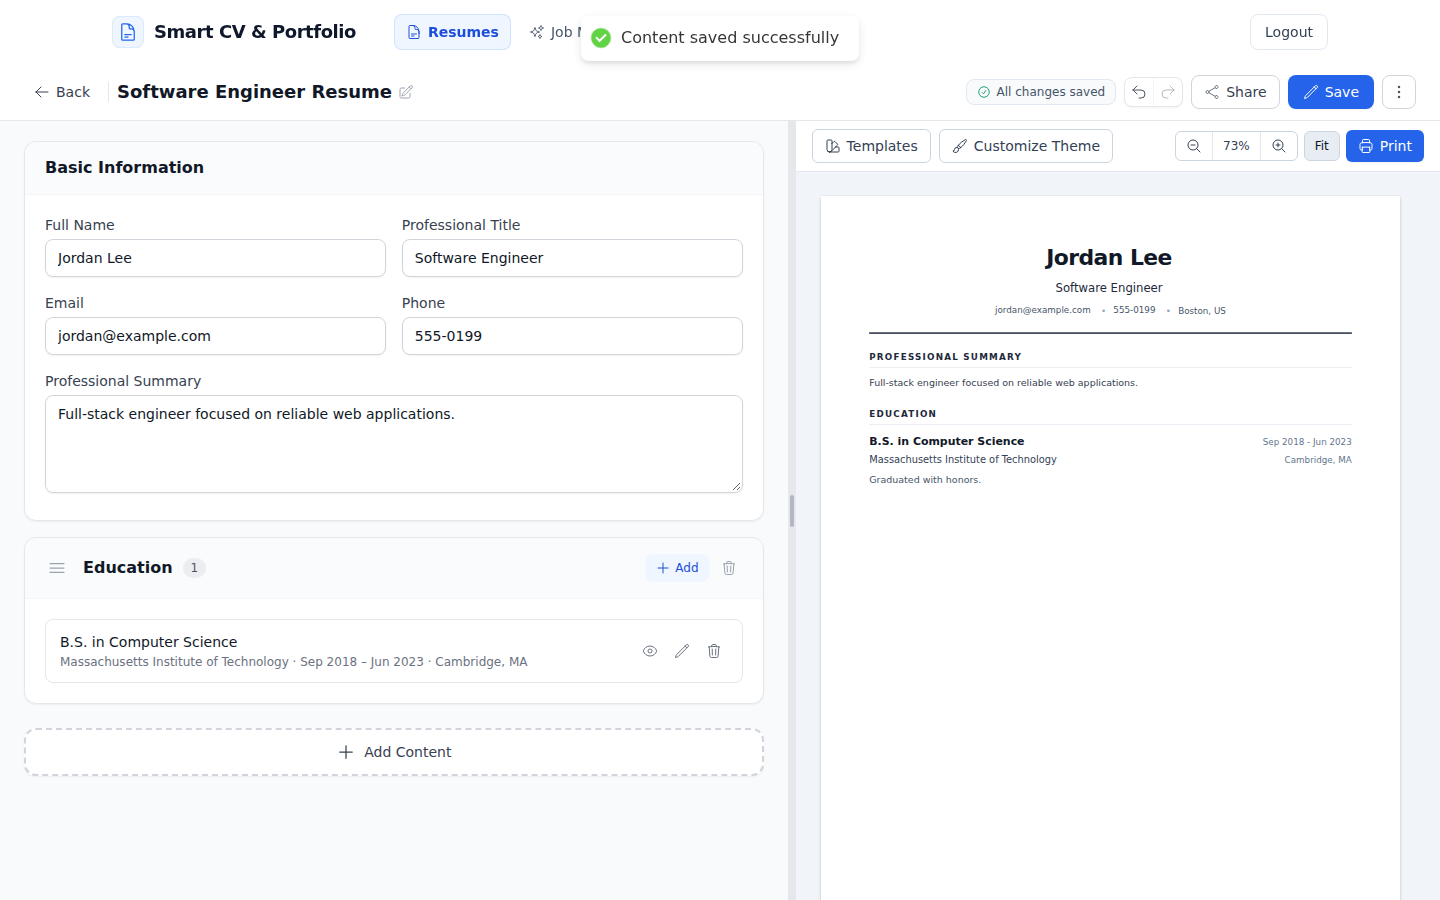 Smart CV & Portfolio
Resumes
Job
Content saved successfully
Logout
Back
Software Engineer Resume
All changes saved
Share
Save
Basic Information
Full Name
Professional Title
Jordan Lee
Software Engineer
Email
Phone
jordan@example.com
555-0199
Professional Summary
Full-stack engineer focused on reliable web applications.
Education
1
Add
B.S. in Computer Science
Massachusetts Institute of Technology · Sep 2018 – Jun 2023 · Cambridge, MA
Add Content
Templates
Customize Theme
73%
Fit
Print
Jordan Lee
Software Engineer
jordan@example.com • 555-0199 • Boston, US
PROFESSIONAL SUMMARY
Full-stack engineer focused on reliable web applications.
EDUCATION
B.S. in Computer Science
Sep 2018 - Jun 2023
Massachusetts Institute of Technology
Cambridge, MA
Graduated with honors.